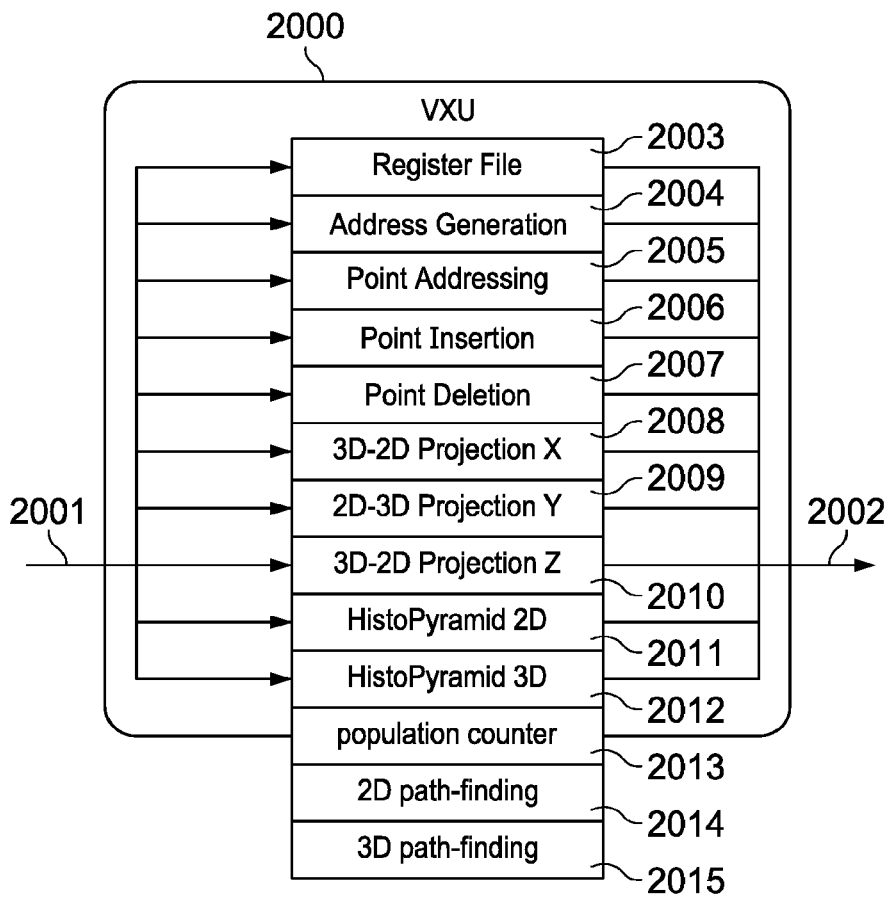 2000
VXU
2003
Register File
2004
Address Generation
2005
Point Addressing
2006
Point Insertion
2007
Point Deletion
2008
3D-2D Projection X
2009
2D-3D Projection Y
2001
2002
3D-2D Projection Z
2010
HistoPyramid 2D
2011
HistoPyramid 3D
2012
population counter
2013
2D path-finding
2014
3D path-finding
2015